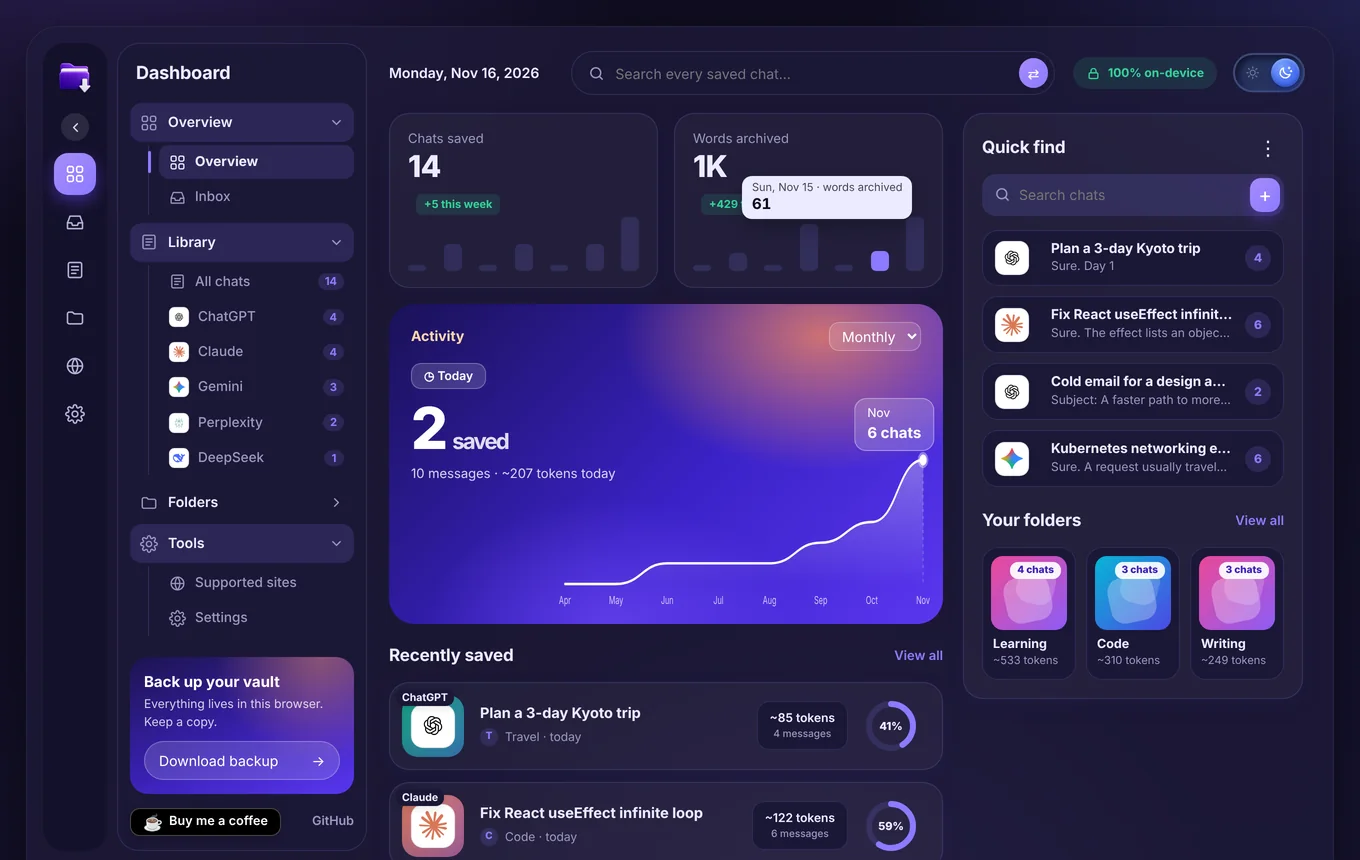 Dashboard
Overview
Overview
Inbox
Library
All chats 14
ChatGPT 4
Claude 4
Gemini 3
Perplexity 2
DeepSeek 1
Folders
Tools
Supported sites
Settings
Back up your vault
Everything lives in this browser.
Keep a copy.
Download backup →
Buy me a coffee
GitHub
Monday, Nov 16, 2026
Search every saved chat...
100% on-device
Chats saved
14
+5 this week
Words archived
1K
+429
Sun, Nov 15 · words archived
61
Activity
Monthly
Today
2 saved
10 messages · ~207 tokens today
Nov
6 chats
Apr May Jun Jul Aug Sep Oct Nov
Recently saved
View all
ChatGPT
Plan a 3-day Kyoto trip
T Travel · today
~85 tokens
4 messages
41%
Claude
Fix React useEffect infinite loop
C Code · today
~122 tokens
6 messages
59%
Quick find
Search chats
+
Plan a 3-day Kyoto trip
Sure. Day 1
4
Fix React useEffect infinit...
Sure. The effect lists an objec...
6
Cold email for a design a...
Subject: A faster path to more...
2
Kubernetes networking e...
Sure. A request usually travel...
6
Your folders
View all
4 chats
Learning
~533 tokens
3 chats
Code
~310 tokens
3 chats
Writing
~249 tokens